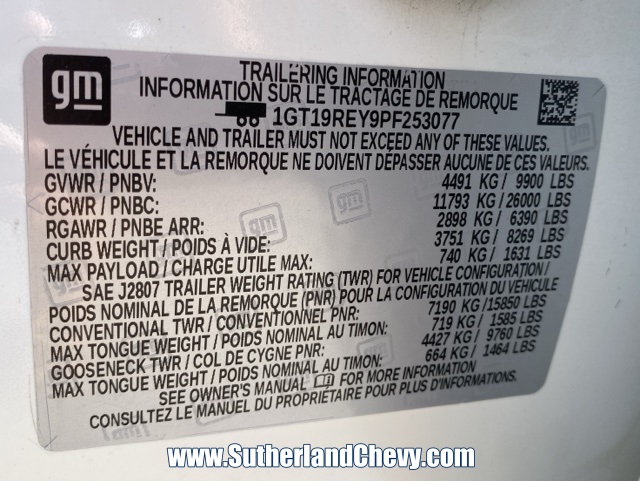 gm
TRAILERING INFORMATION
INFORMATION SUR LE TRACTAGE DE REMORQUE
1GT19REY9PF253077
VEHICLE AND TRAILER MUST NOT EXCEED ANY OF THESE VALUES.
LE VÉHICULE ET LA REMORQUE NE DOIVENT DÉPASSER AUCUNE DE CES VALEURS.
GVWR / PNBV: 4491 KG / 9900 LBS
GCWR / PNBC: 11793 KG / 26000 LBS
RGAWR / PNBE ARR: 2898 KG / 6390 LBS
CURB WEIGHT / POIDS À VIDE: 3751 KG / 8269 LBS
MAX PAYLOAD / CHARGE UTILE MAX: 740 KG / 1631 LBS
SAE J2807 TRAILER WEIGHT RATING (TWR) FOR VEHICLE CONFIGURATION /
POIDS NOMINAL DE LA REMORQUE (PNR) POUR LA CONFIGURATION DU VEHICULE
CONVENTIONAL TWR / CONVENTIONNEL PNR: 7190 KG /15850 LBS
MAX TONGUE WEIGHT / POIDS NOMINAL AU TIMON: 719 KG / 1585 LBS
GOOSENECK TWR / COL DE CYGNE PNR: 4427 KG / 9760 LBS
MAX TONGUE WEIGHT / POIDS NOMINAL AU TIMON: 664 KG / 1464 LBS
SEE OWNER'S MANUAL FOR MORE INFORMATION
CONSULTEZ LE MANUEL DU PROPRIÉTAIRE POUR PLUS D'INFORMATIONS.
www.SutherlandChevy.com